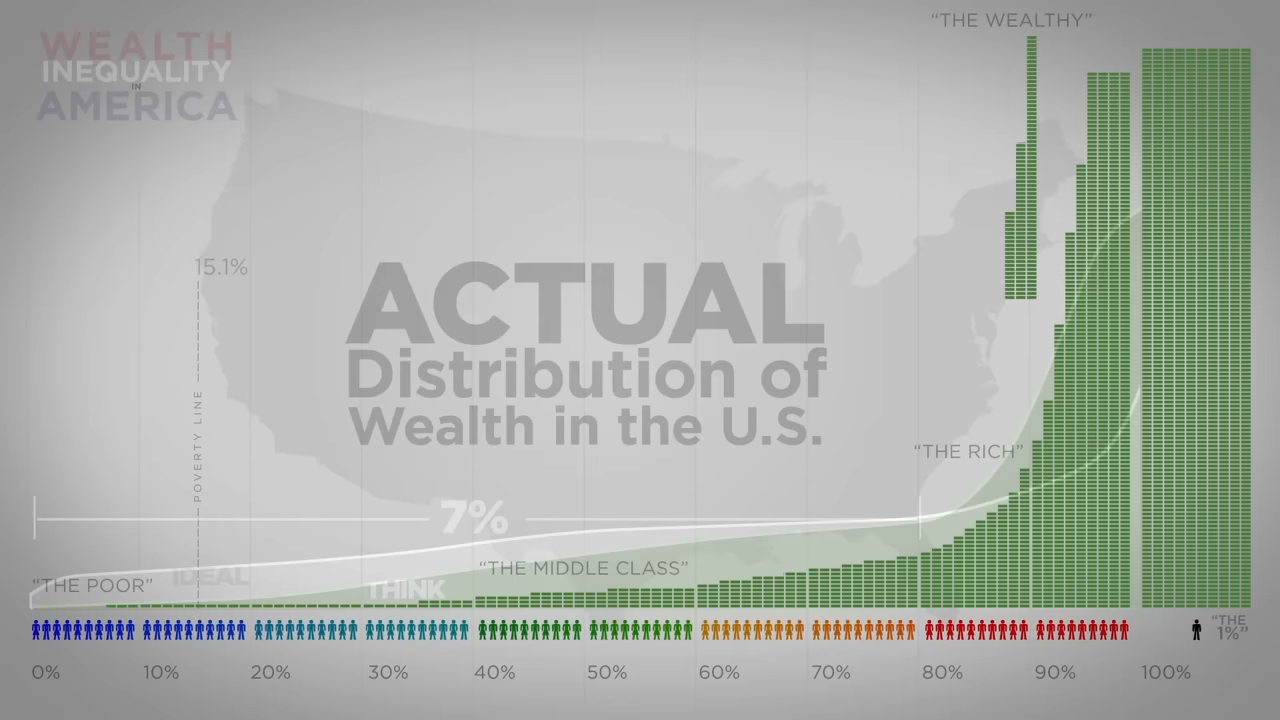 WEALTH
INEQUALITY
IN
AMERICA
"THE WEALTHY"
15.1%
POVERTY LINE
ACTUAL
Distribution of
Wealth in the U.S.
"THE RICH"
7%
"THE MIDDLE CLASS"
"THE POOR"
IDEAL
THINK
"THE
1%"
0% 10% 20% 30% 40% 50% 60% 70% 80% 90% 100%